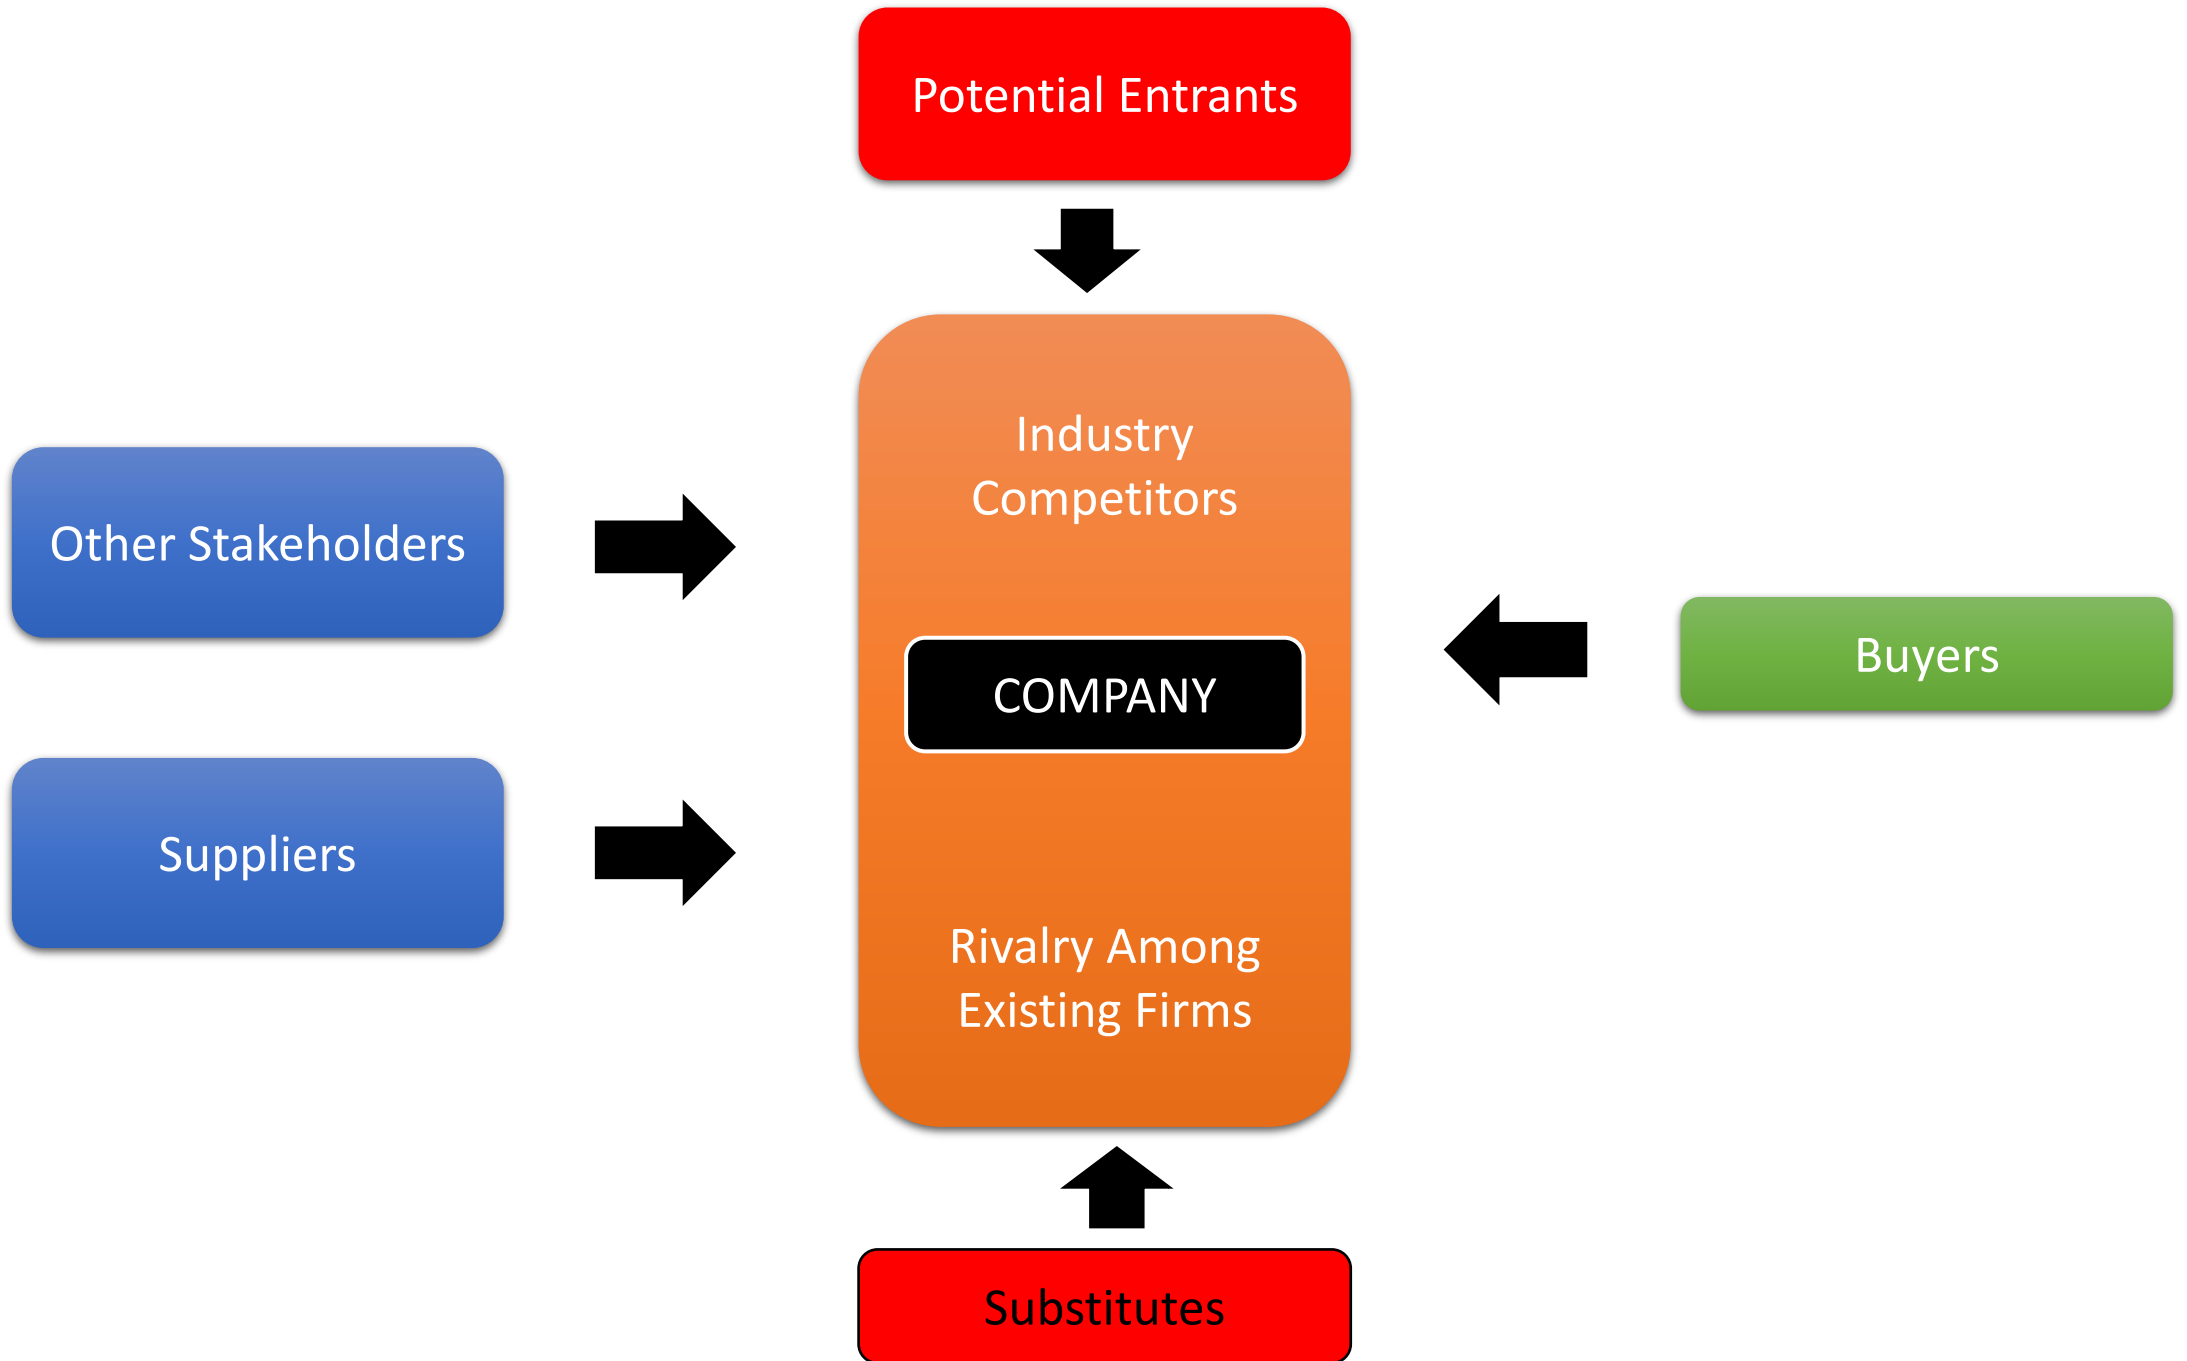 Potential Entrants
Industry
Competitors
Other Stakeholders
COMPANY
Buyers
Suppliers
Rivalry Among
Existing Firms
Substitutes